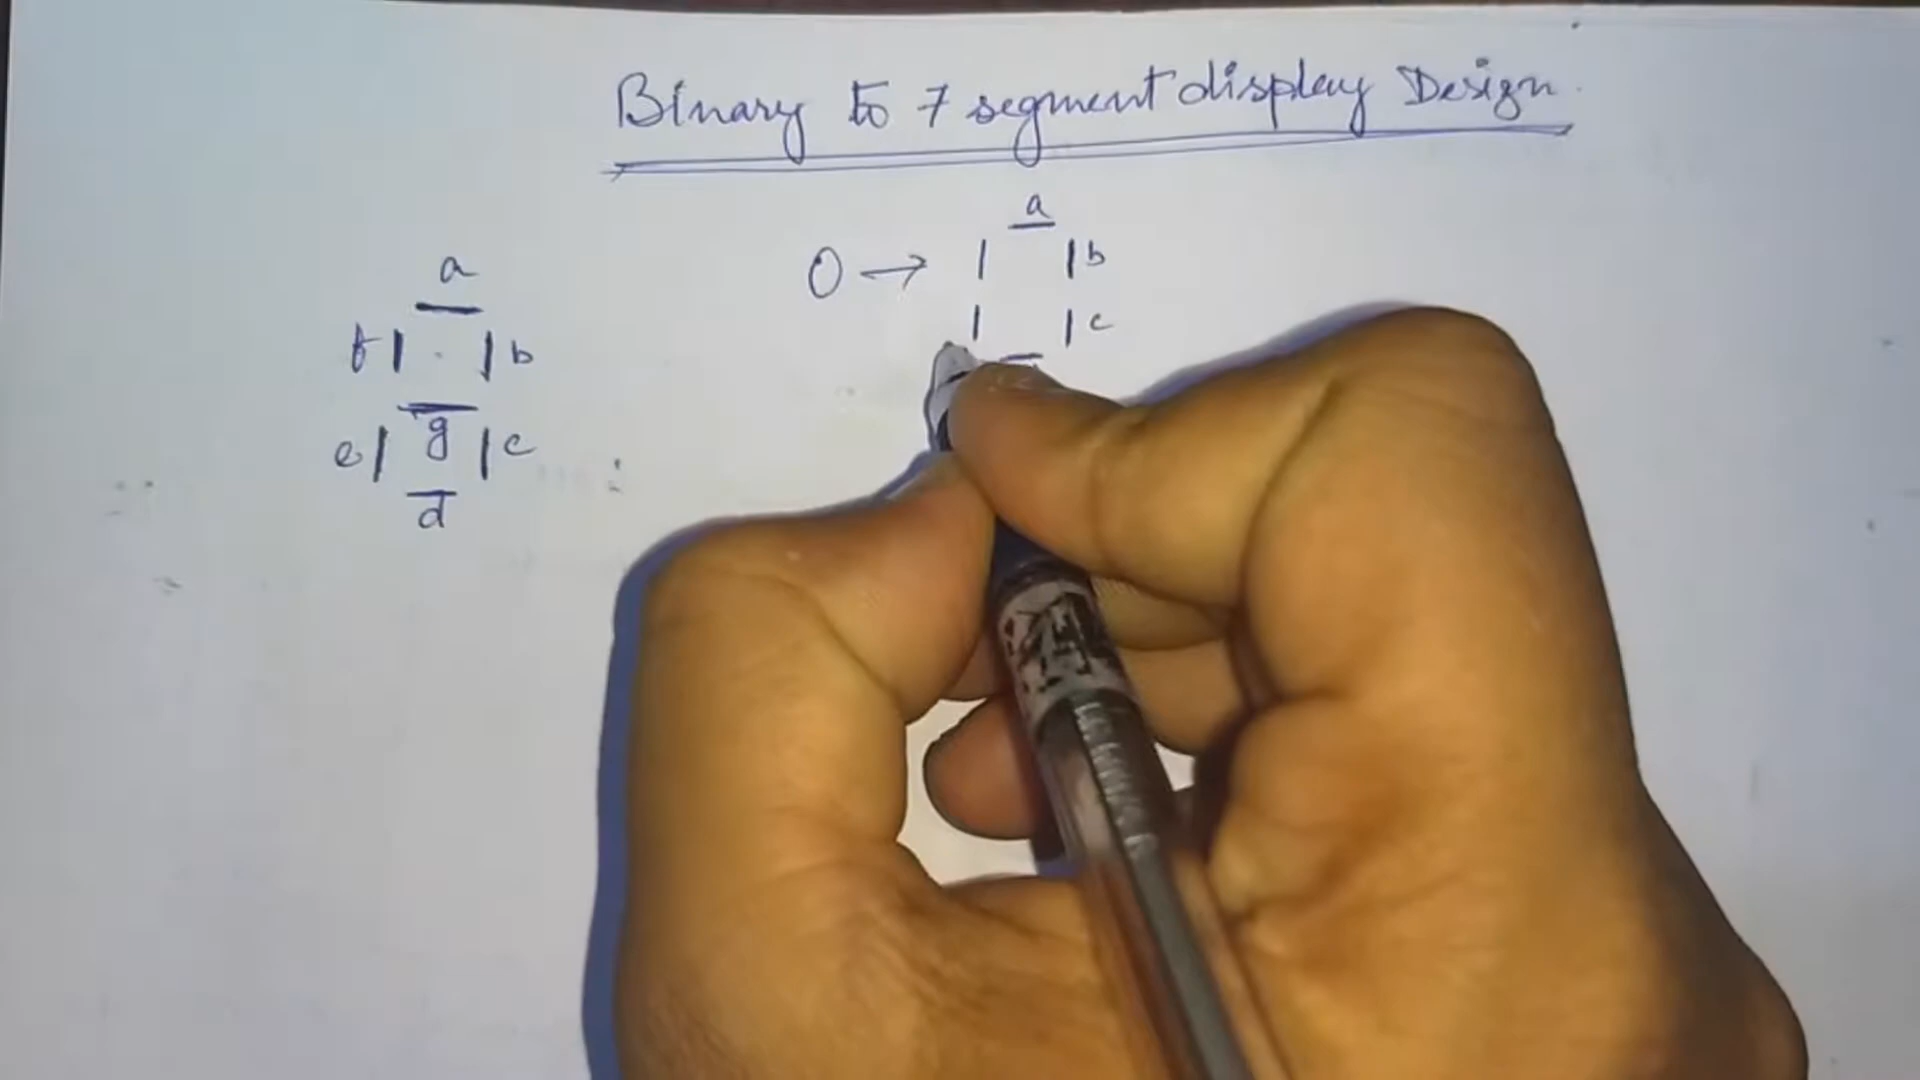 Binary to 7 segment display Design.
a
0 → | | b
| | c
a
f | | b
g
e | | c
d